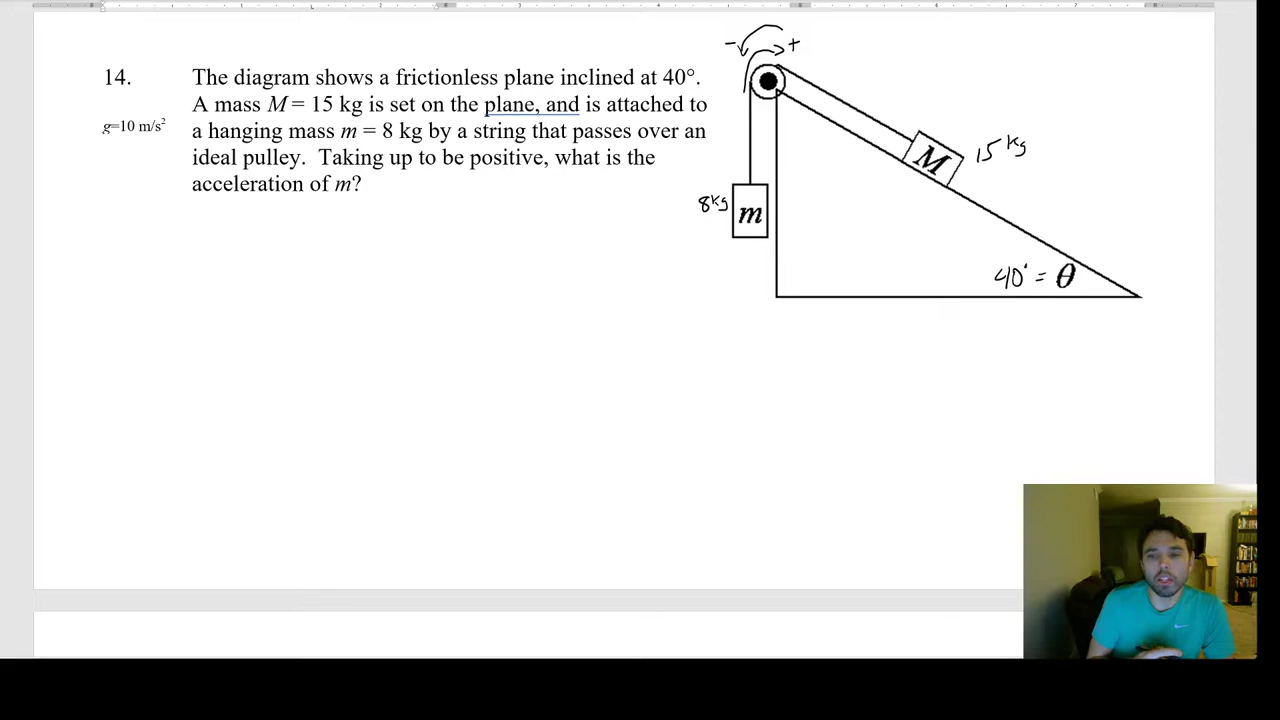 14.
The diagram shows a frictionless plane inclined at 40°.
A mass M = 15 kg is set on the plane, and is attached to
g=10 m/s²
a hanging mass m = 8 kg by a string that passes over an
ideal pulley. Taking up to be positive, what is the
acceleration of m?
- +
M 15 kg
8kg m
40° = θ